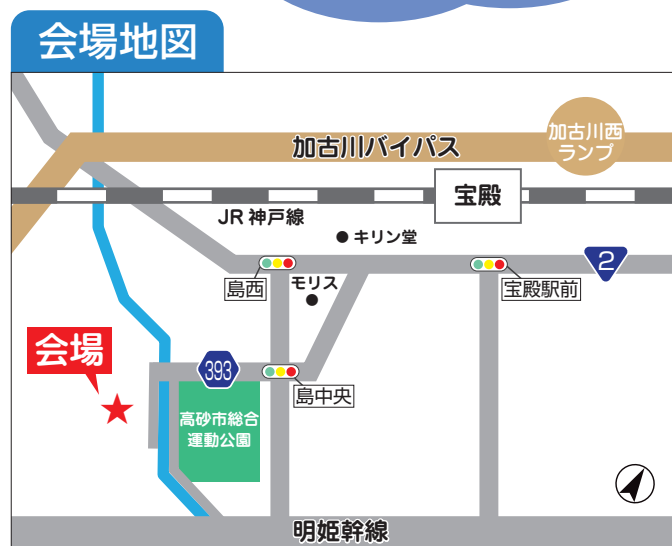 会場地図
加古川バイパス
加古川西
ランプ
宝殿
JR 神戸線
キリン堂
2
島西
モリス
宝殿駅前
会場
393
島中央
高砂市総合
運動公園
明姫幹線